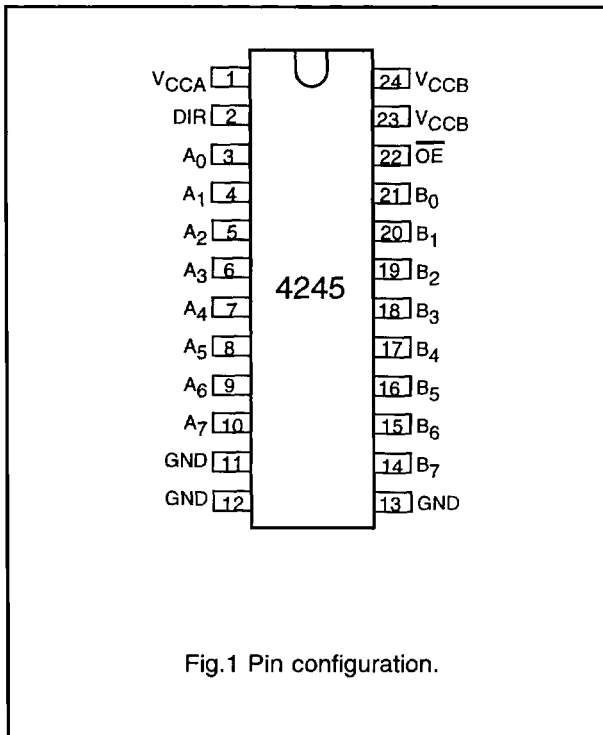 VCCA 1 24 VCCB
DIR 2 23 VCCB
A0 3 22 O̅E̅
A1 4 21 B0
A2 5 20 B1
A3 6 19 B2
A4 7 18 B3
A5 8 17 B4
A6 9 16 B5
A7 10 15 B6
GND 11 14 B7
GND 12 13 GND
4245
Fig.1 Pin configuration.